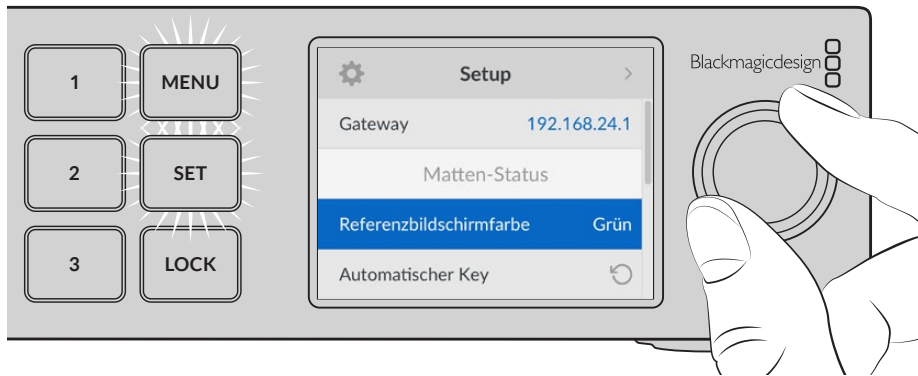 1
MENU
2
SET
3
LOCK
Setup
Gateway 192.168.24.1
Matten-Status
Referenzbildschirmfarbe Grün
Automatischer Key
Blackmagicdesign